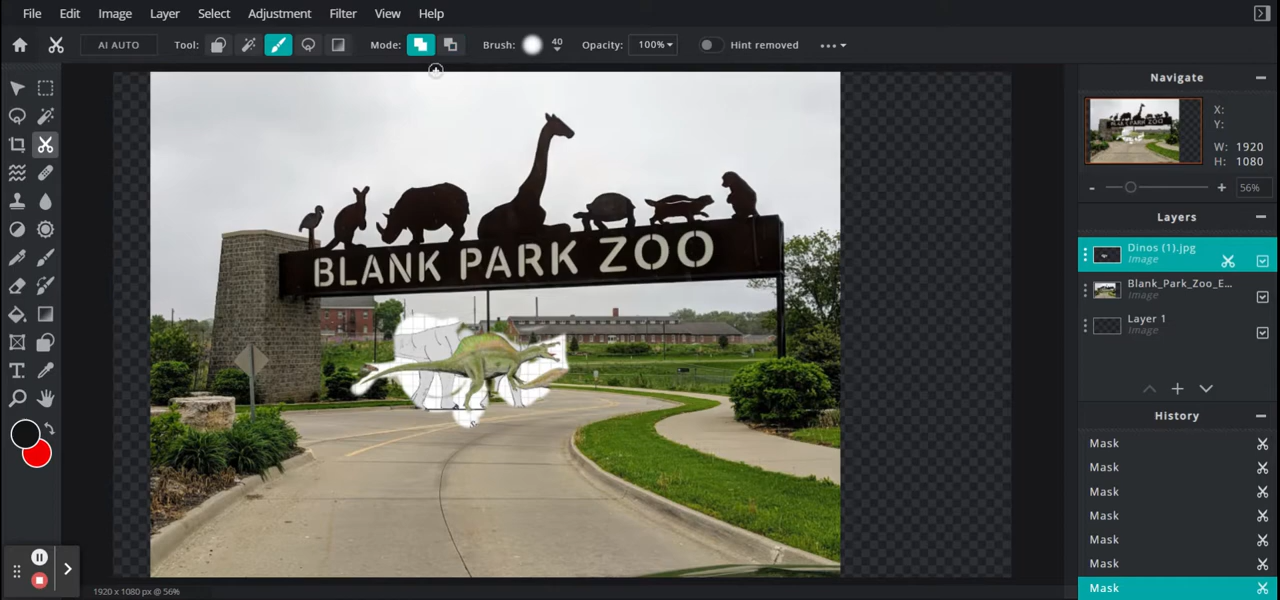 File Edit Image Layer Select Adjustment Filter View Help
AI AUTO Tool: Mode: Brush: 40 Opacity: 100% Hint removed
Navigate
X:
Y:
W: 1920
H: 1080
56%
Layers
Dinos (1).jpg
Image
Blank_Park_Zoo_E...
Image
Layer 1
Image
History
Mask
Mask
Mask
Mask
Mask
Mask
Mask
BLANK PARK ZOO
T
1920 x 1080 px @ 56%